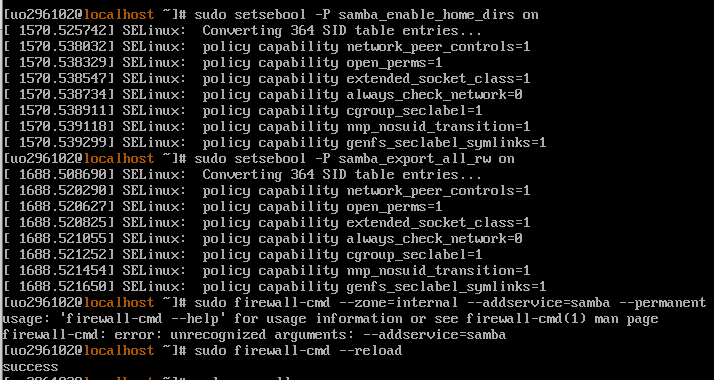 [uo296102@localhost ~]# sudo setsebool -P samba_enable_home_dirs on
[ 1570.525742] SELinux:  Converting 364 SID table entries...
[ 1570.538032] SELinux:  policy capability network_peer_controls=1
[ 1570.538329] SELinux:  policy capability open_perms=1
[ 1570.538547] SELinux:  policy capability extended_socket_class=1
[ 1570.538734] SELinux:  policy capability always_check_network=0
[ 1570.538911] SELinux:  policy capability cgroup_seclabel=1
[ 1570.539118] SELinux:  policy capability nnp_nosuid_transition=1
[ 1570.539299] SELinux:  policy capability genfs_seclabel_symlinks=1
[uo296102@localhost ~]# sudo setsebool -P samba_export_all_rw on
[ 1688.508690] SELinux:  Converting 364 SID table entries...
[ 1688.520290] SELinux:  policy capability network_peer_controls=1
[ 1688.520627] SELinux:  policy capability open_perms=1
[ 1688.520825] SELinux:  policy capability extended_socket_class=1
[ 1688.521055] SELinux:  policy capability always_check_network=0
[ 1688.521252] SELinux:  policy capability cgroup_seclabel=1
[ 1688.521454] SELinux:  policy capability nnp_nosuid_transition=1
[ 1688.521650] SELinux:  policy capability genfs_seclabel_symlinks=1
[uo296102@localhost ~]# sudo firewall-cmd --zone=internal --addservice=samba --permanent
usage: 'firewall-cmd --help' for usage information or see firewall-cmd(1) man page
firewall-cmd: error: unrecognized arguments: --addservice=samba
[uo296102@localhost ~]# sudo firewall-cmd --reload
success